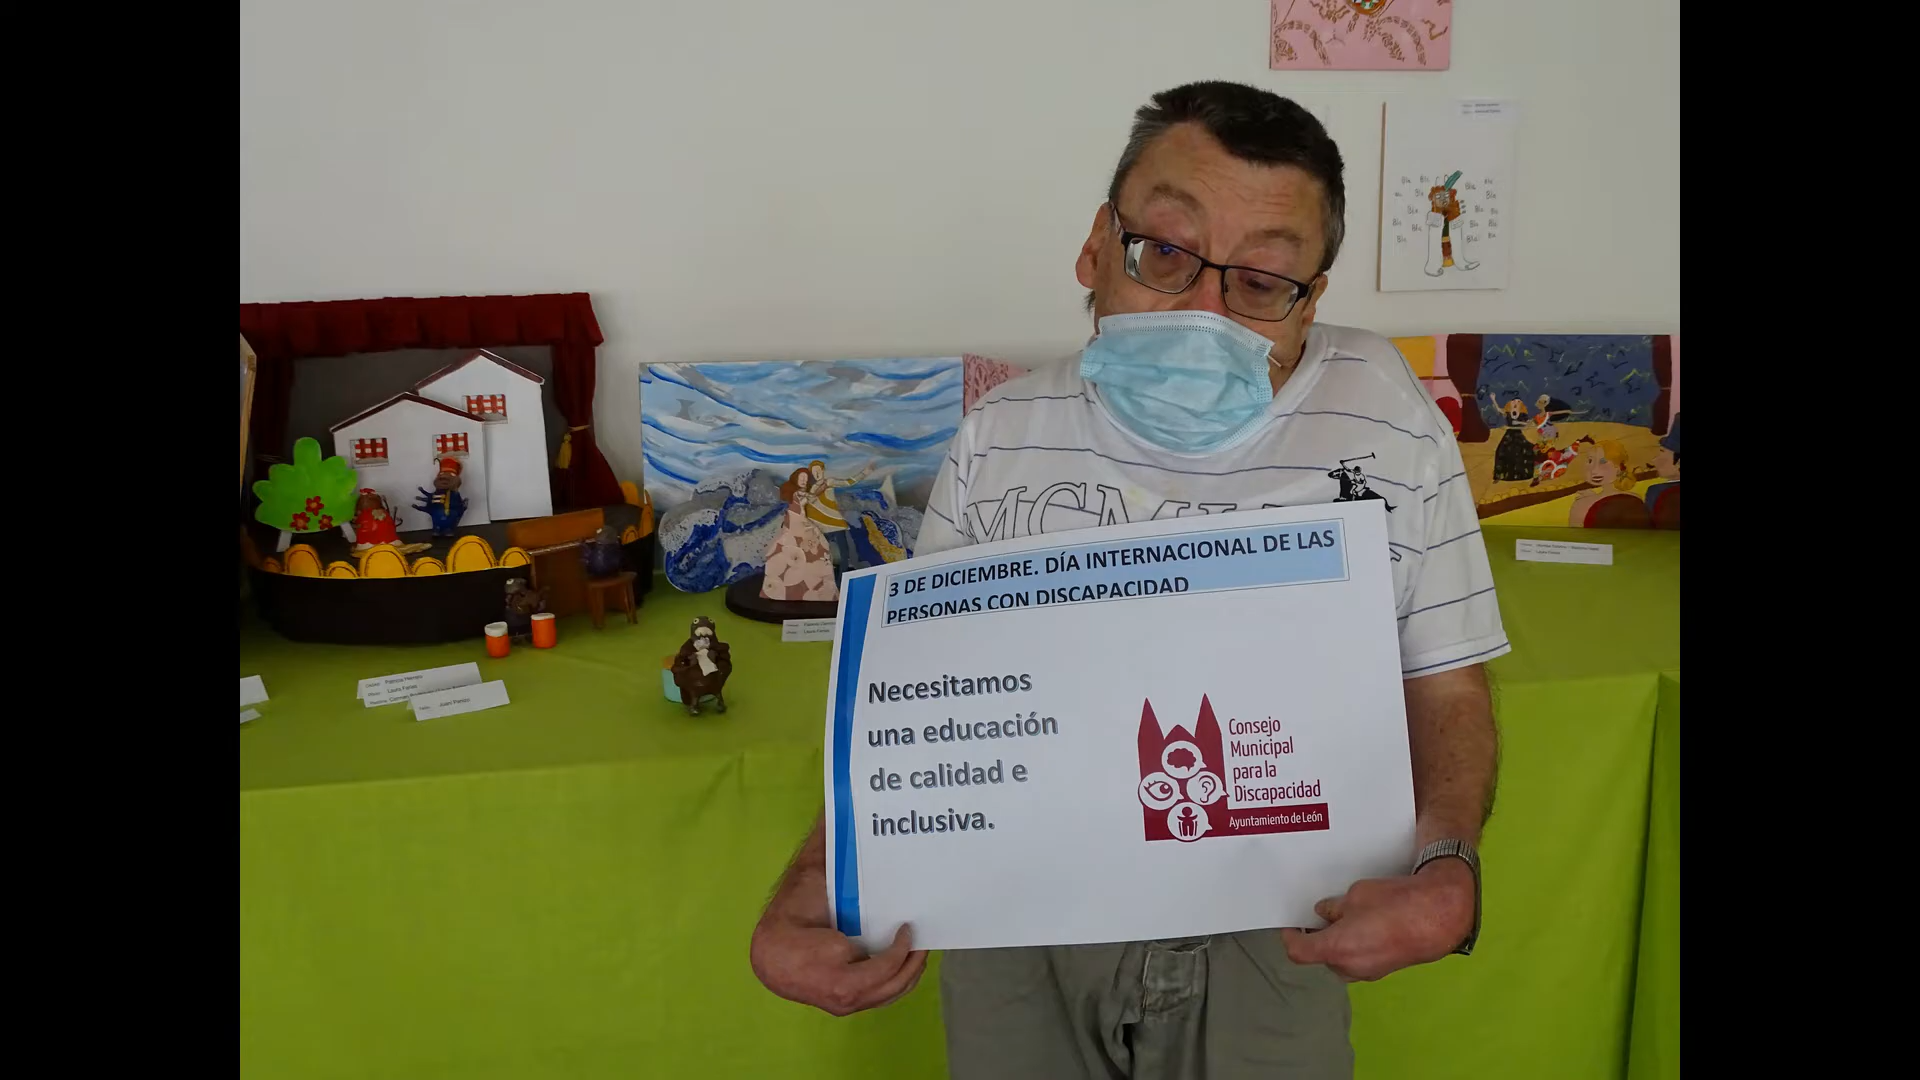 3 DE DICIEMBRE. DÍA INTERNACIONAL DE LAS
PERSONAS CON DISCAPACIDAD
Necesitamos
una educación
de calidad e
inclusiva.
Consejo
Municipal
para la
Discapacidad
Ayuntamiento de León